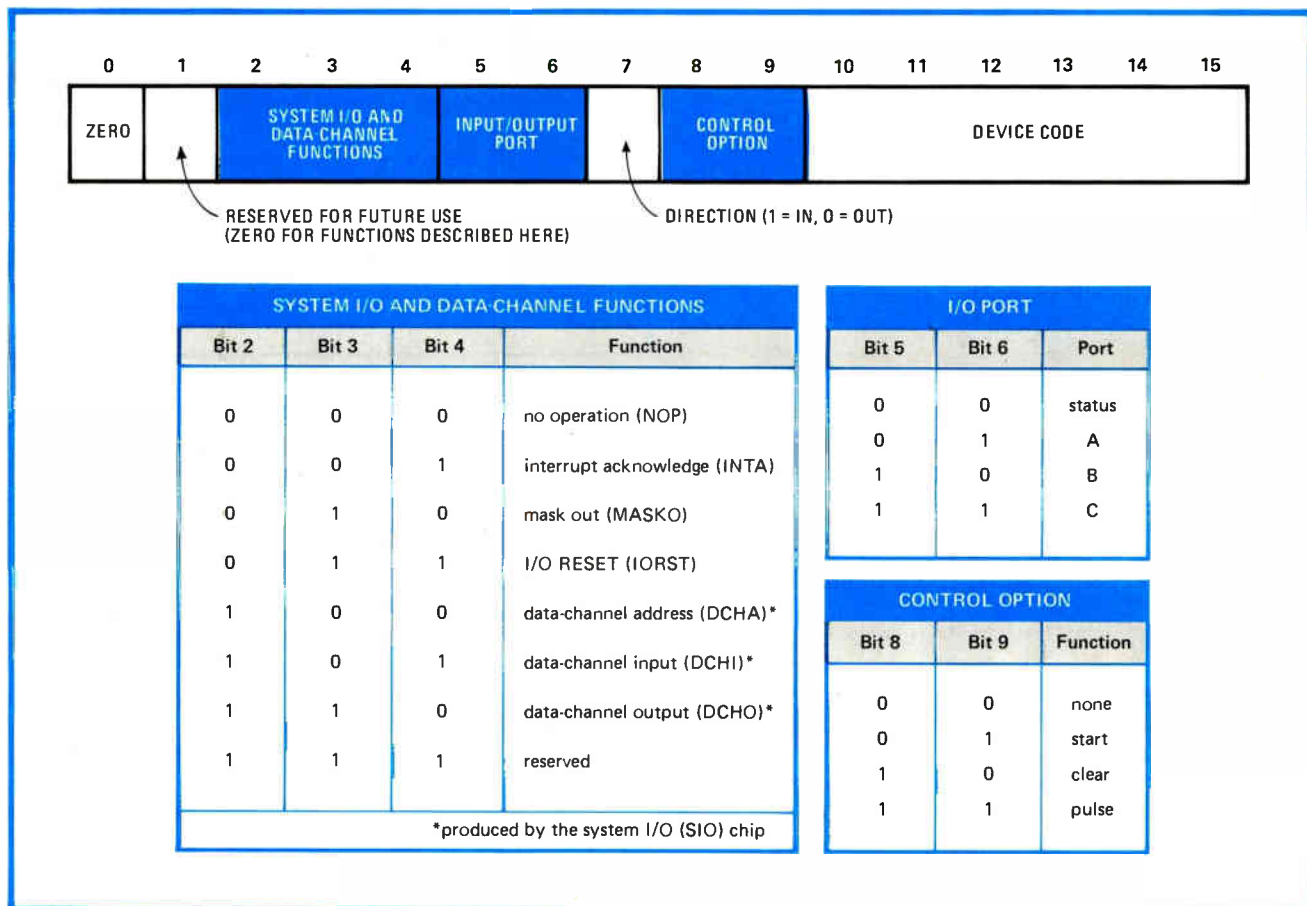 0 1 2 3 4 5 6 7 8 9 10 11 12 13 14 15
ZERO
SYSTEM I/O AND
DATA-CHANNEL
FUNCTIONS
INPUT/OUTPUT
PORT
CONTROL
OPTION
DEVICE CODE
RESERVED FOR FUTURE USE
(ZERO FOR FUNCTIONS DESCRIBED HERE)
DIRECTION (1 = IN, 0 = OUT)
SYSTEM I/O AND DATA-CHANNEL FUNCTIONS
Bit 2 Bit 3 Bit 4 Function
0 0 0 no operation (NOP)
0 0 1 interrupt acknowledge (INTA)
0 1 0 mask out (MASKO)
0 1 1 I/O RESET (IORST)
1 0 0 data-channel address (DCHA)*
1 0 1 data-channel input (DCHI)*
1 1 0 data-channel output (DCHO)*
1 1 1 reserved
*produced by the system I/O (SIO) chip
I/O PORT
Bit 5 Bit 6 Port
0 0 status
0 1 A
1 0 B
1 1 C
CONTROL OPTION
Bit 8 Bit 9 Function
0 0 none
0 1 start
1 0 clear
1 1 pulse